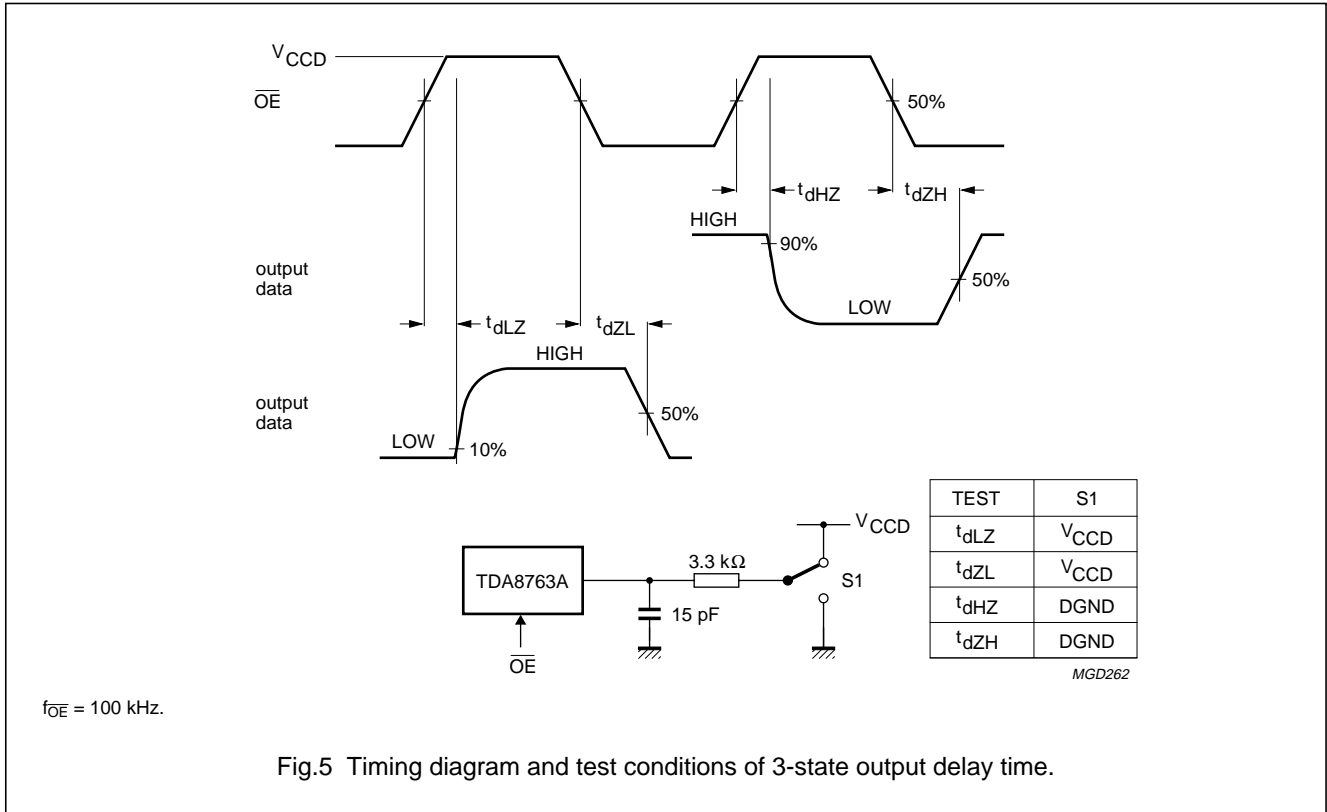 VCCD
OE
50%
tdHZ
tdZH
HIGH
90%
output
data
50%
LOW
tdLZ
tdZL
HIGH
output
data
50%
LOW
10%
TEST S1
tdLZ VCCD
tdZL VCCD
tdHZ DGND
tdZH DGND
MGD262
VCCD
3.3 kΩ
TDA8763A
S1
15 pF
OE
fOE = 100 kHz.
Fig.5 Timing diagram and test conditions of 3-state output delay time.